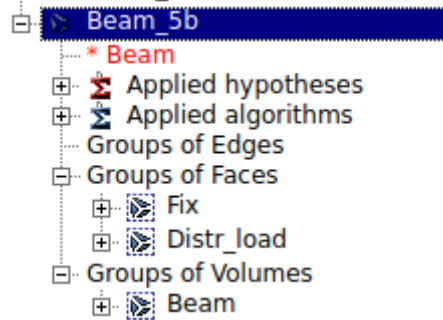 Beam_5b
* Beam
Applied hypotheses
Applied algorithms
Groups of Edges
Groups of Faces
Fix
Distr_load
Groups of Volumes
Beam